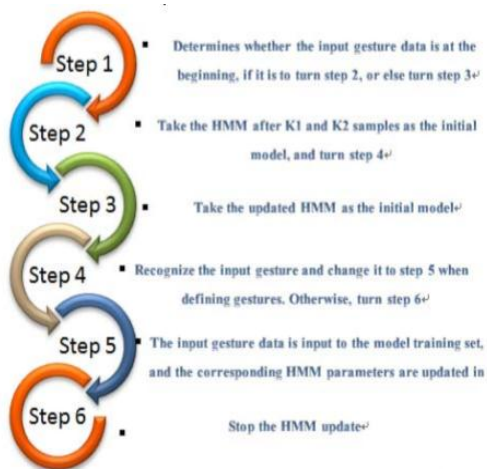 Step 1
Determines whether the input gesture data is at the
beginning, if it is to turn step 2, or else turn step 3↵
Step 2
Take the HMM after K1 and K2 samples as the initial
model, and turn step 4↵
Step 3
Take the updated HMM as the initial model↵
Step 4
Recognize the input gesture and change it to step 5 when
defining gestures. Otherwise, turn step 6↵
Step 5
The input gesture data is input to the model training set,
and the corresponding HMM parameters are updated in
Step 6
Stop the HMM update↵